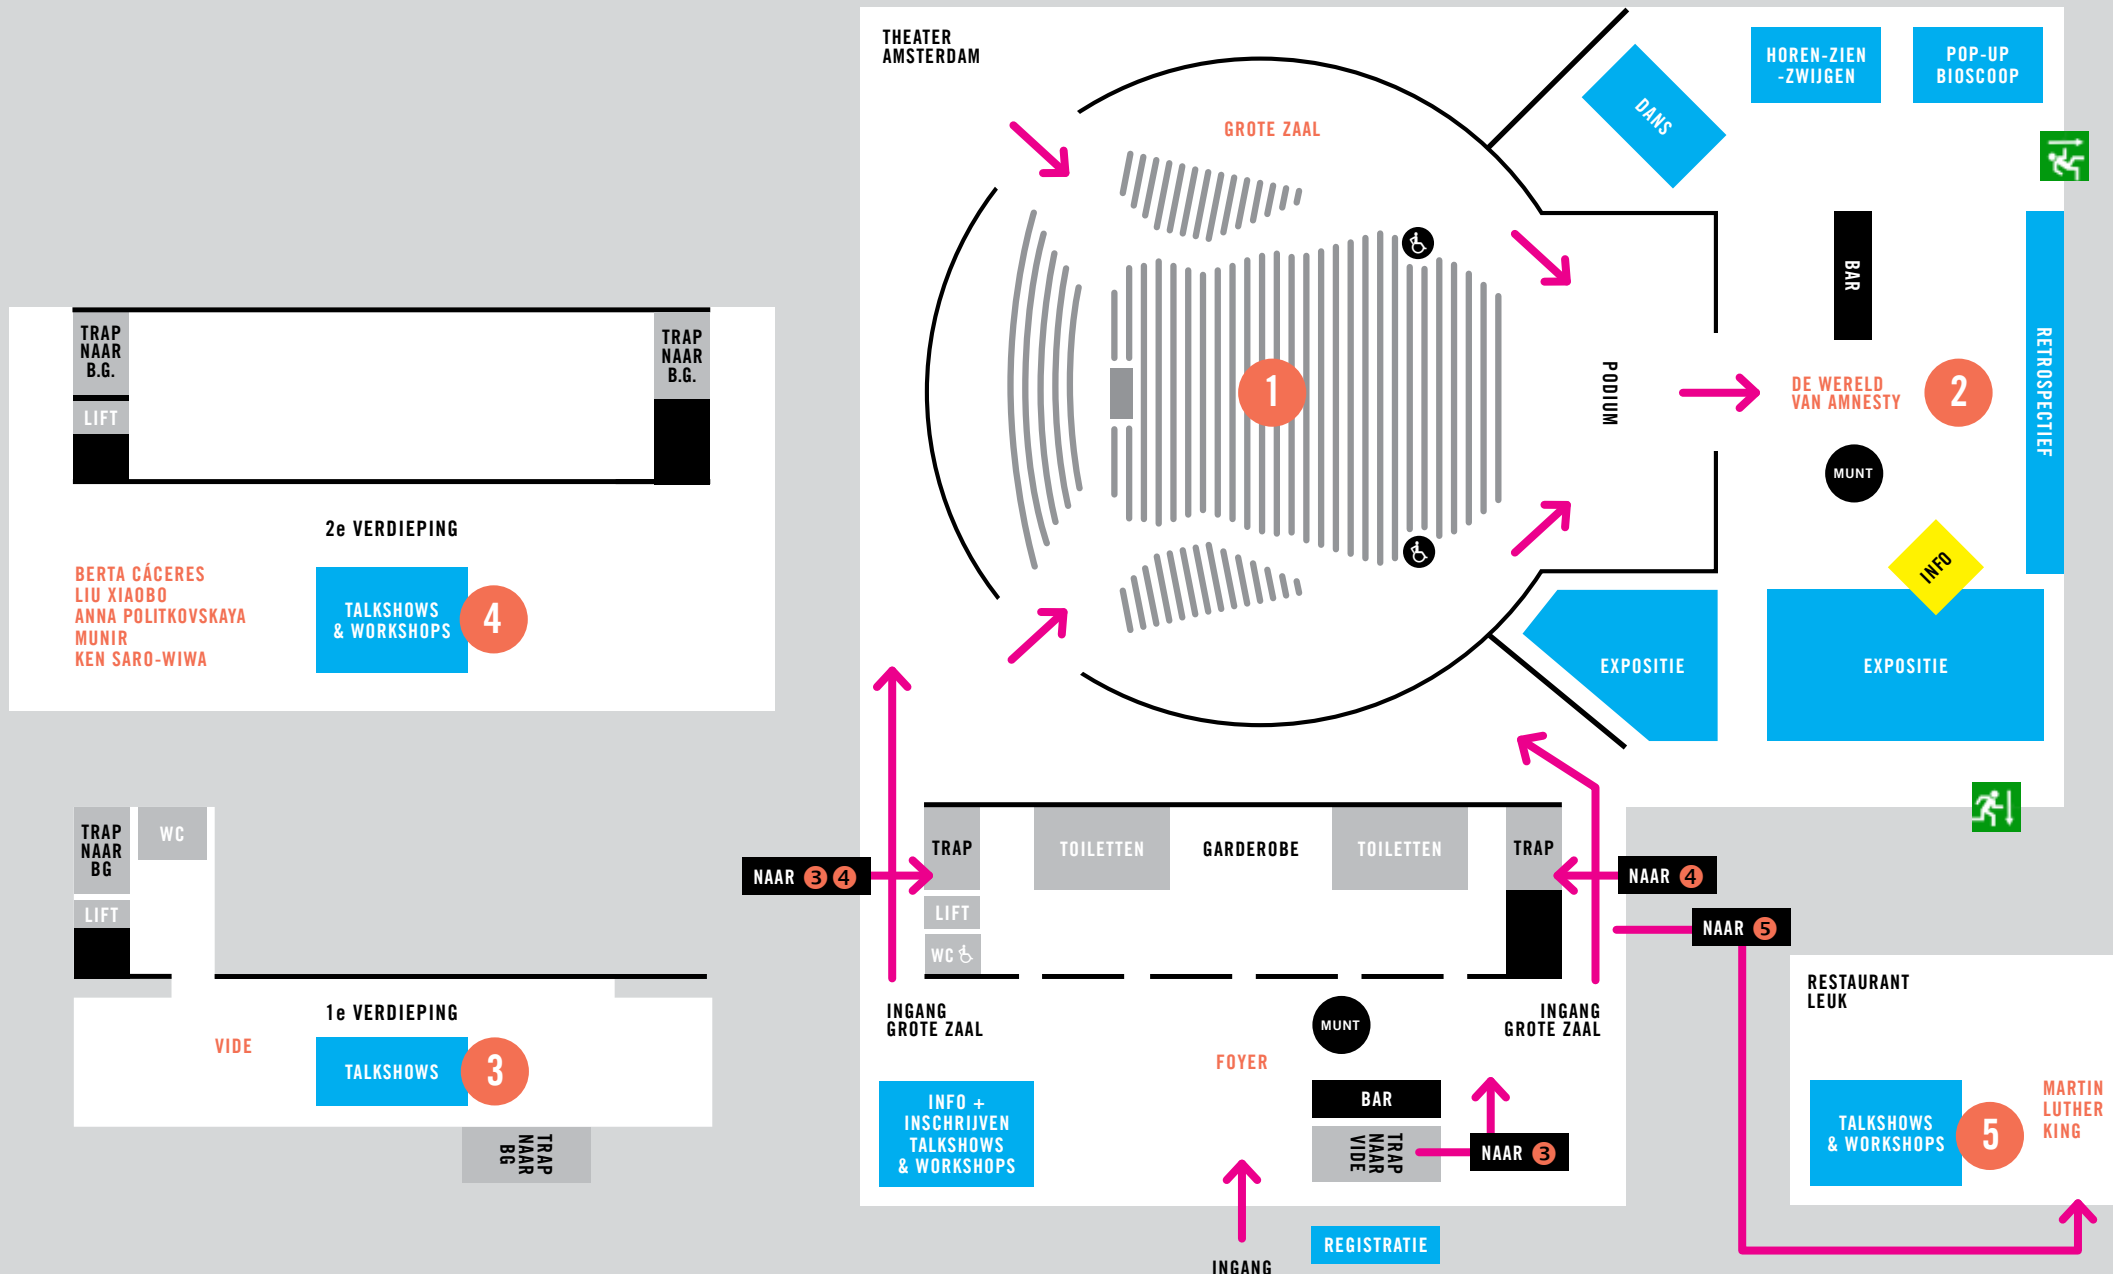 THEATER
AMSTERDAM
GROTE ZAAL
DANS
HOREN-ZIEN
-ZWIJGEN
POP-UP
BIOSCOOP
BAR
RETROSPECTIEF
1
PODIUM
DE WERELD
VAN AMNESTY
2
MUNT
INFO
EXPOSITIE
EXPOSITIE
TRAP
NAAR
B.G.
LIFT
TRAP
NAAR
B.G.
2e VERDIEPING
BERTA CÁCERES
LIU XIAOBO
ANNA POLITKOVSKAYA
MUNIR
KEN SARO-WIWA
TALKSHOWS
& WORKSHOPS
4
TRAP
NAAR
BG
WC
LIFT
1e VERDIEPING
VIDE
TALKSHOWS
3
TRAP
NAAR
BG
NAAR 3 4
TRAP
TOILETTEN
GARDEROBE
TOILETTEN
TRAP
NAAR 4
LIFT
WC
NAAR 5
INGANG
GROTE ZAAL
MUNT
INGANG
GROTE ZAAL
FOYER
INFO +
INSCHRIJVEN
TALKSHOWS
& WORKSHOPS
BAR
TRAP
NAAR
VIDE
NAAR 3
REGISTRATIE
INGANG
RESTAURANT
LEUK
TALKSHOWS
& WORKSHOPS
5
MARTIN
LUTHER
KING